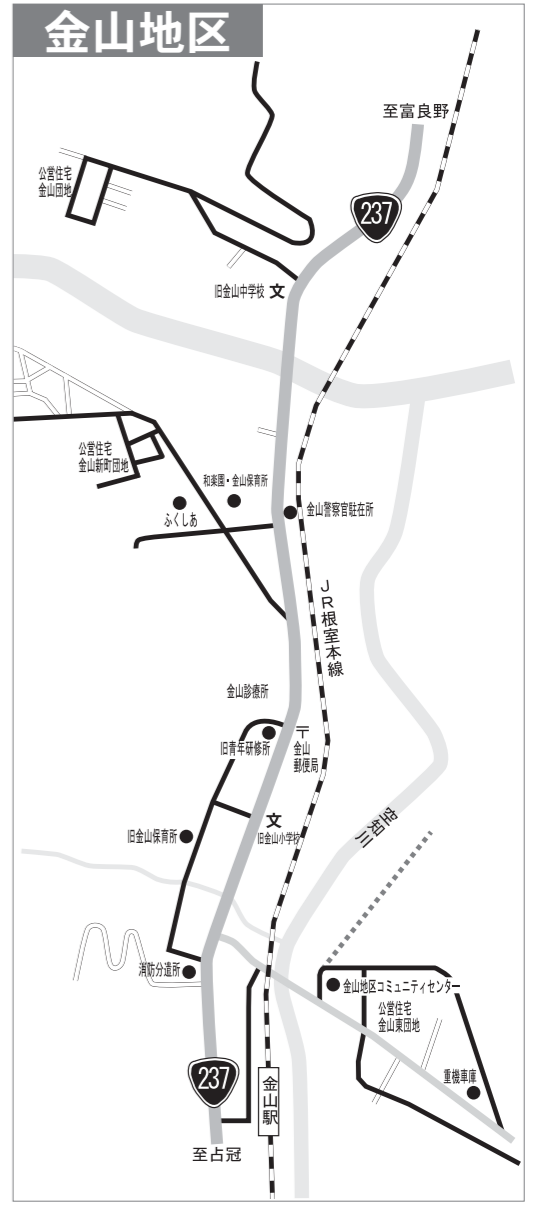 金山地区
至富良野
公営住宅
金山団地
237
旧金山中学校 文
公営住宅
金山新町団地
和楽園・金山保育所
ふくしあ
金山警察官駐在所
JR根室本線
金山診療所
旧青年研修所
〒
金山
郵便局
文
旧金山小学校
旧金山保育所
空知川
消防分遣所
金山地区コミュニティセンター
公営住宅
金山東団地
重機車庫
237
金山駅
至占冠